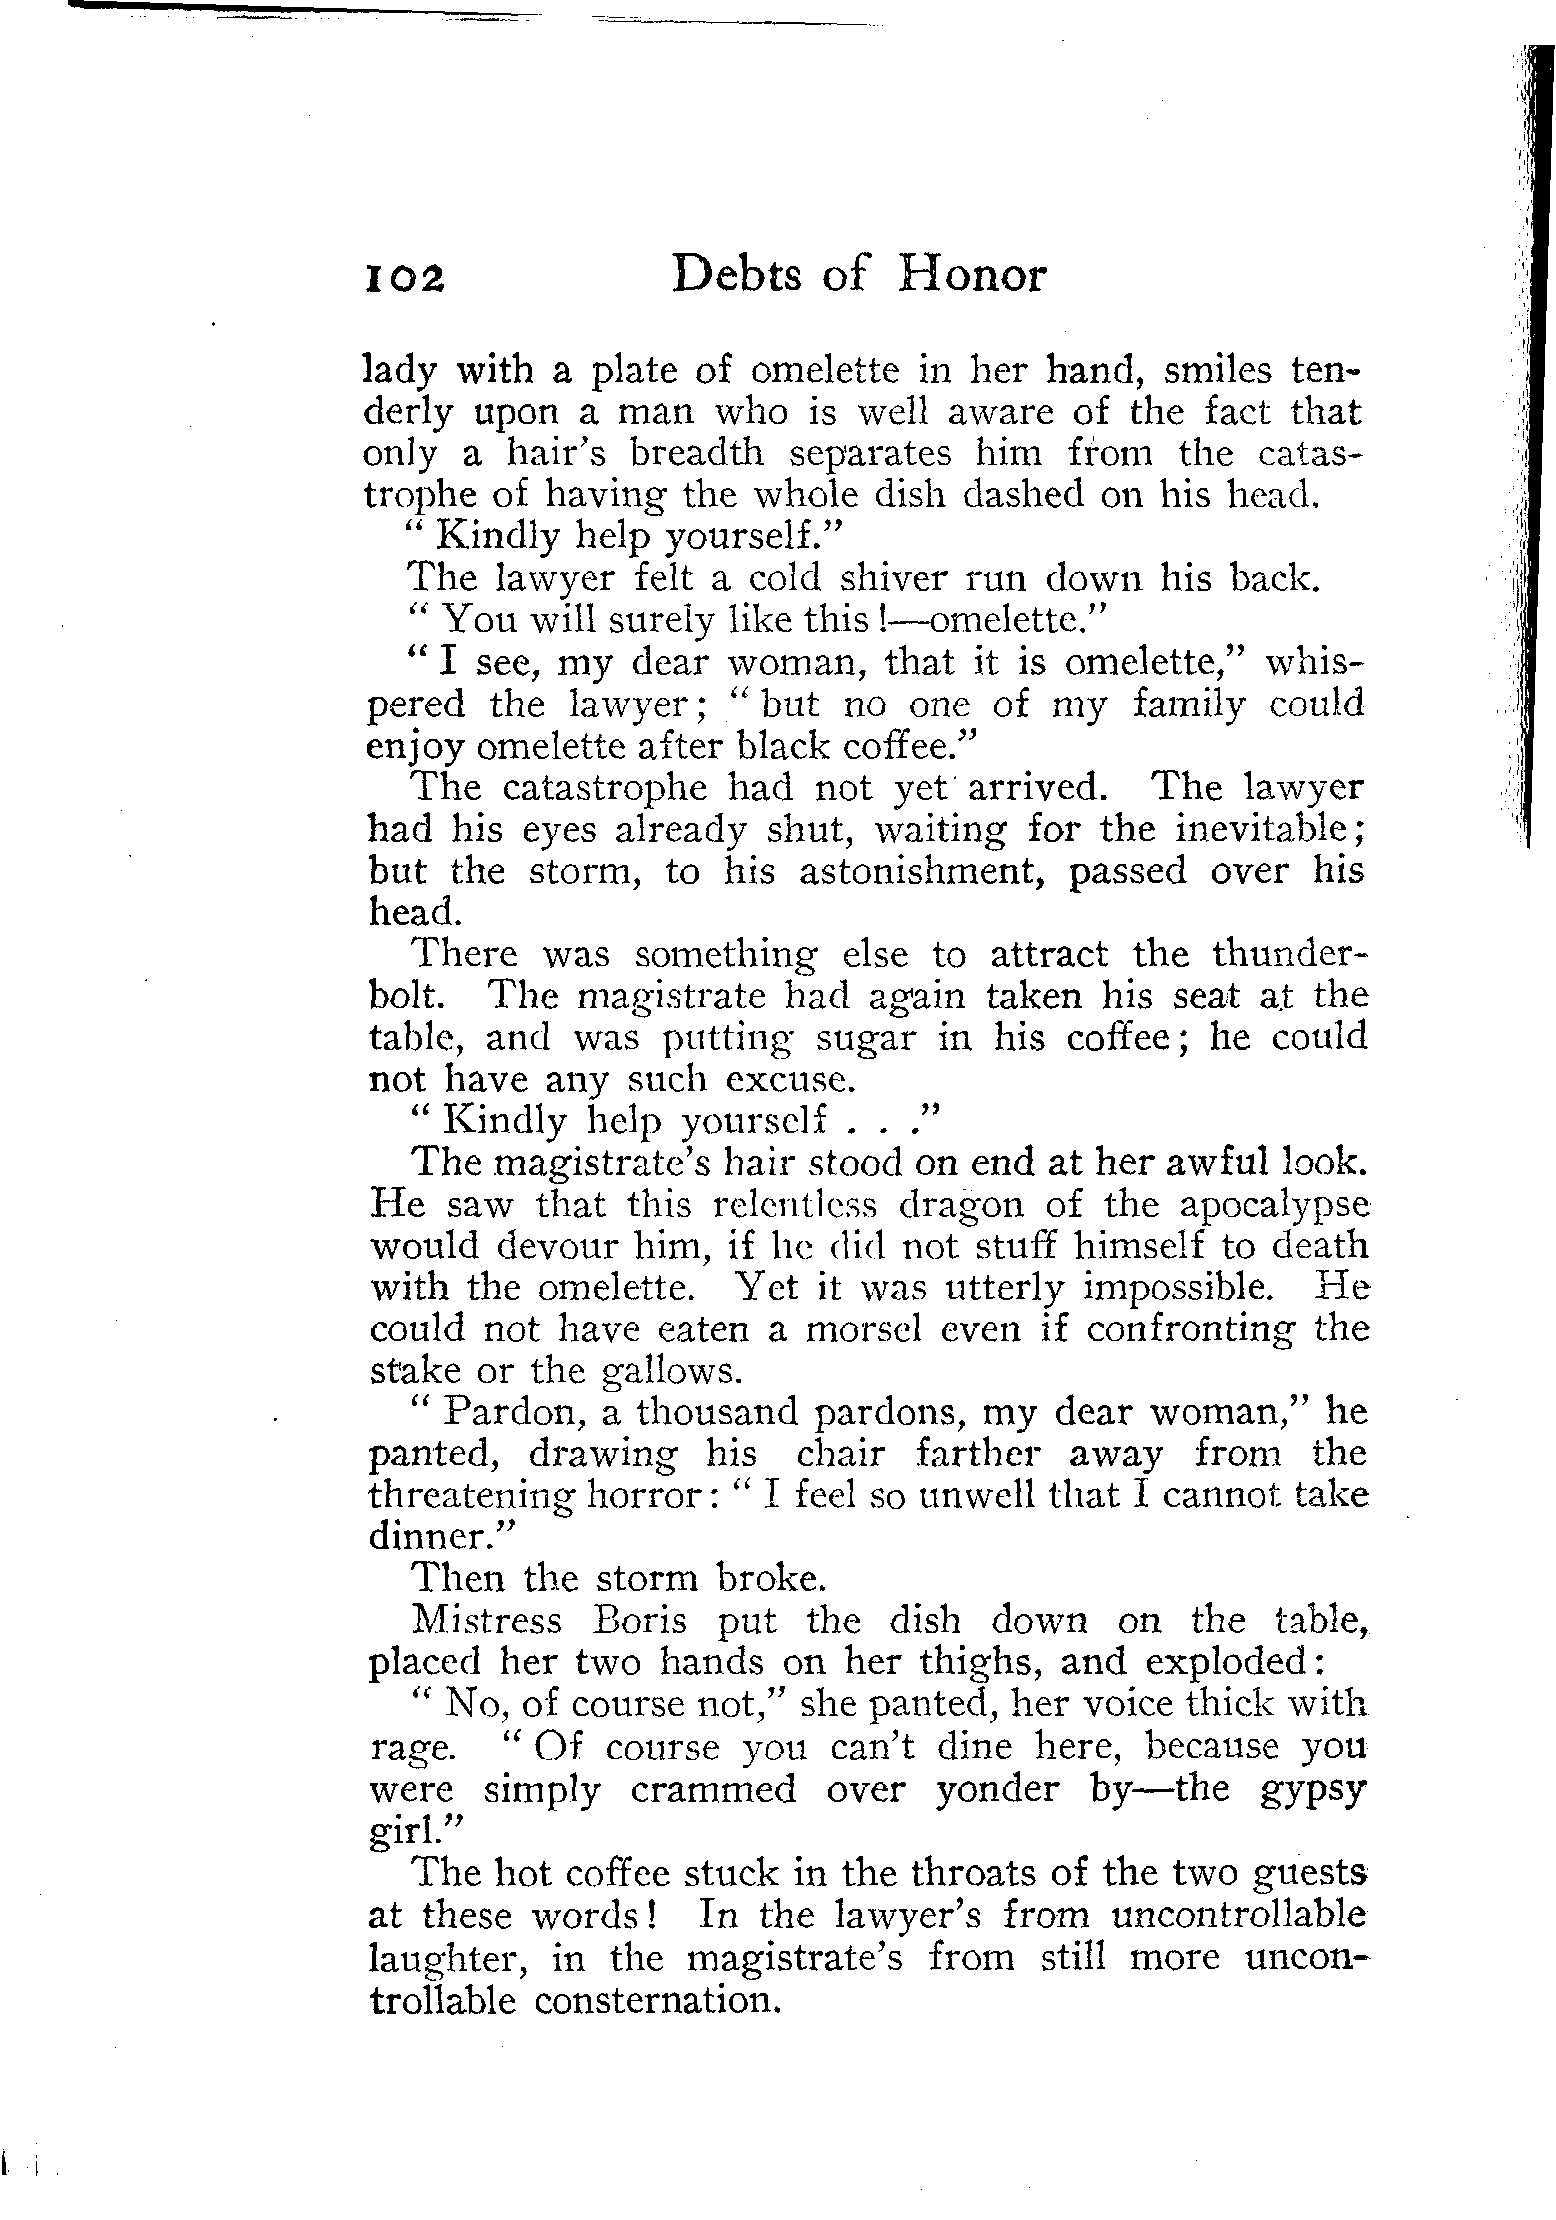 102 Debts of Honor
lady with a plate of omelette in her hand, smiles ten-
derly upon a man who is well aware of the fact that
only a hair's breadth separates him from the catas-
trophe of having the whole dish dashed on his head.
" Kindly help yourself."
The lawyer felt a cold shiver run down his back.
" You will surely like this !—omelette."
" I see, my dear woman, that it is omelette," whis-
pered the lawyer; " but no one of my family could
enjoy omelette after black coffee."
The catastrophe had not yet arrived. The lawyer
had his eyes already shut, waiting for the inevitable;
but the storm, to his astonishment, passed over his
head.
There was something else to attract the thunder-
bolt. The magistrate had again taken his seat at the
table, and was putting sugar in his coffee; he could
not have any such excuse.
" Kindly help yourself . . ."
The magistrate's hair stood on end at her awful look.
He saw that this relentless dragon of the apocalypse
would devour him, if he did not stuff himself to death
with the omelette. Yet it was utterly impossible. He
could not have eaten a morsel even if confronting the
stake or the gallows.
" Pardon, a thousand pardons, my dear woman," he
panted, drawing his chair farther away from the
threatening horror: " I feel so unwell that I cannot take
dinner."
Then the storm broke.
Mistress Boris put the dish down on the table,
placed her two hands on her thighs, and exploded:
" No, of course not," she panted, her voice thick with
rage. " Of course you can't dine here, because you
were simply crammed over yonder by—the gypsy
girl."
The hot coffee stuck in the throats of the two guests
at these words! In the lawyer's from uncontrollable
laughter, in the magistrate's from still more uncon-
trollable consternation.